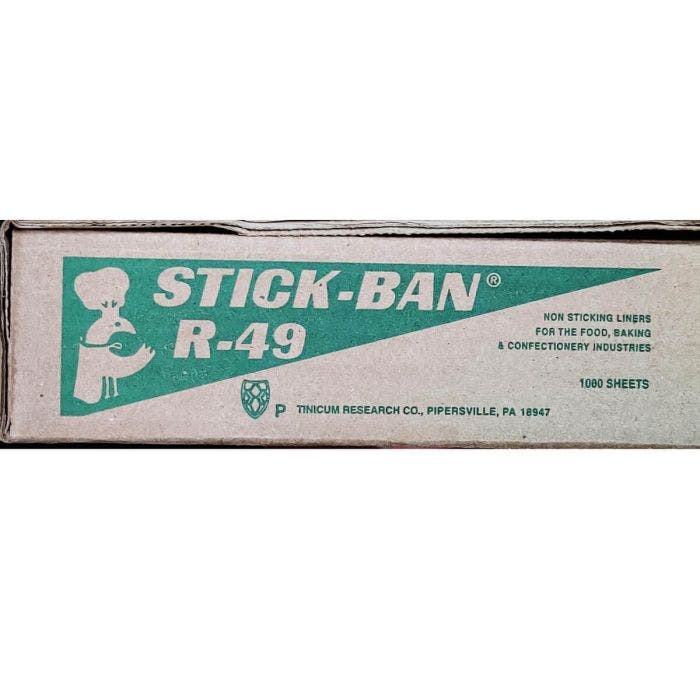 STICK-BAN®
R-49
NON STICKING LINERS
FOR THE FOOD, BAKING
& CONFECTIONERY INDUSTRIES
1000 SHEETS
P TINICUM RESEARCH CO., PIPERSVILLE, PA 18947